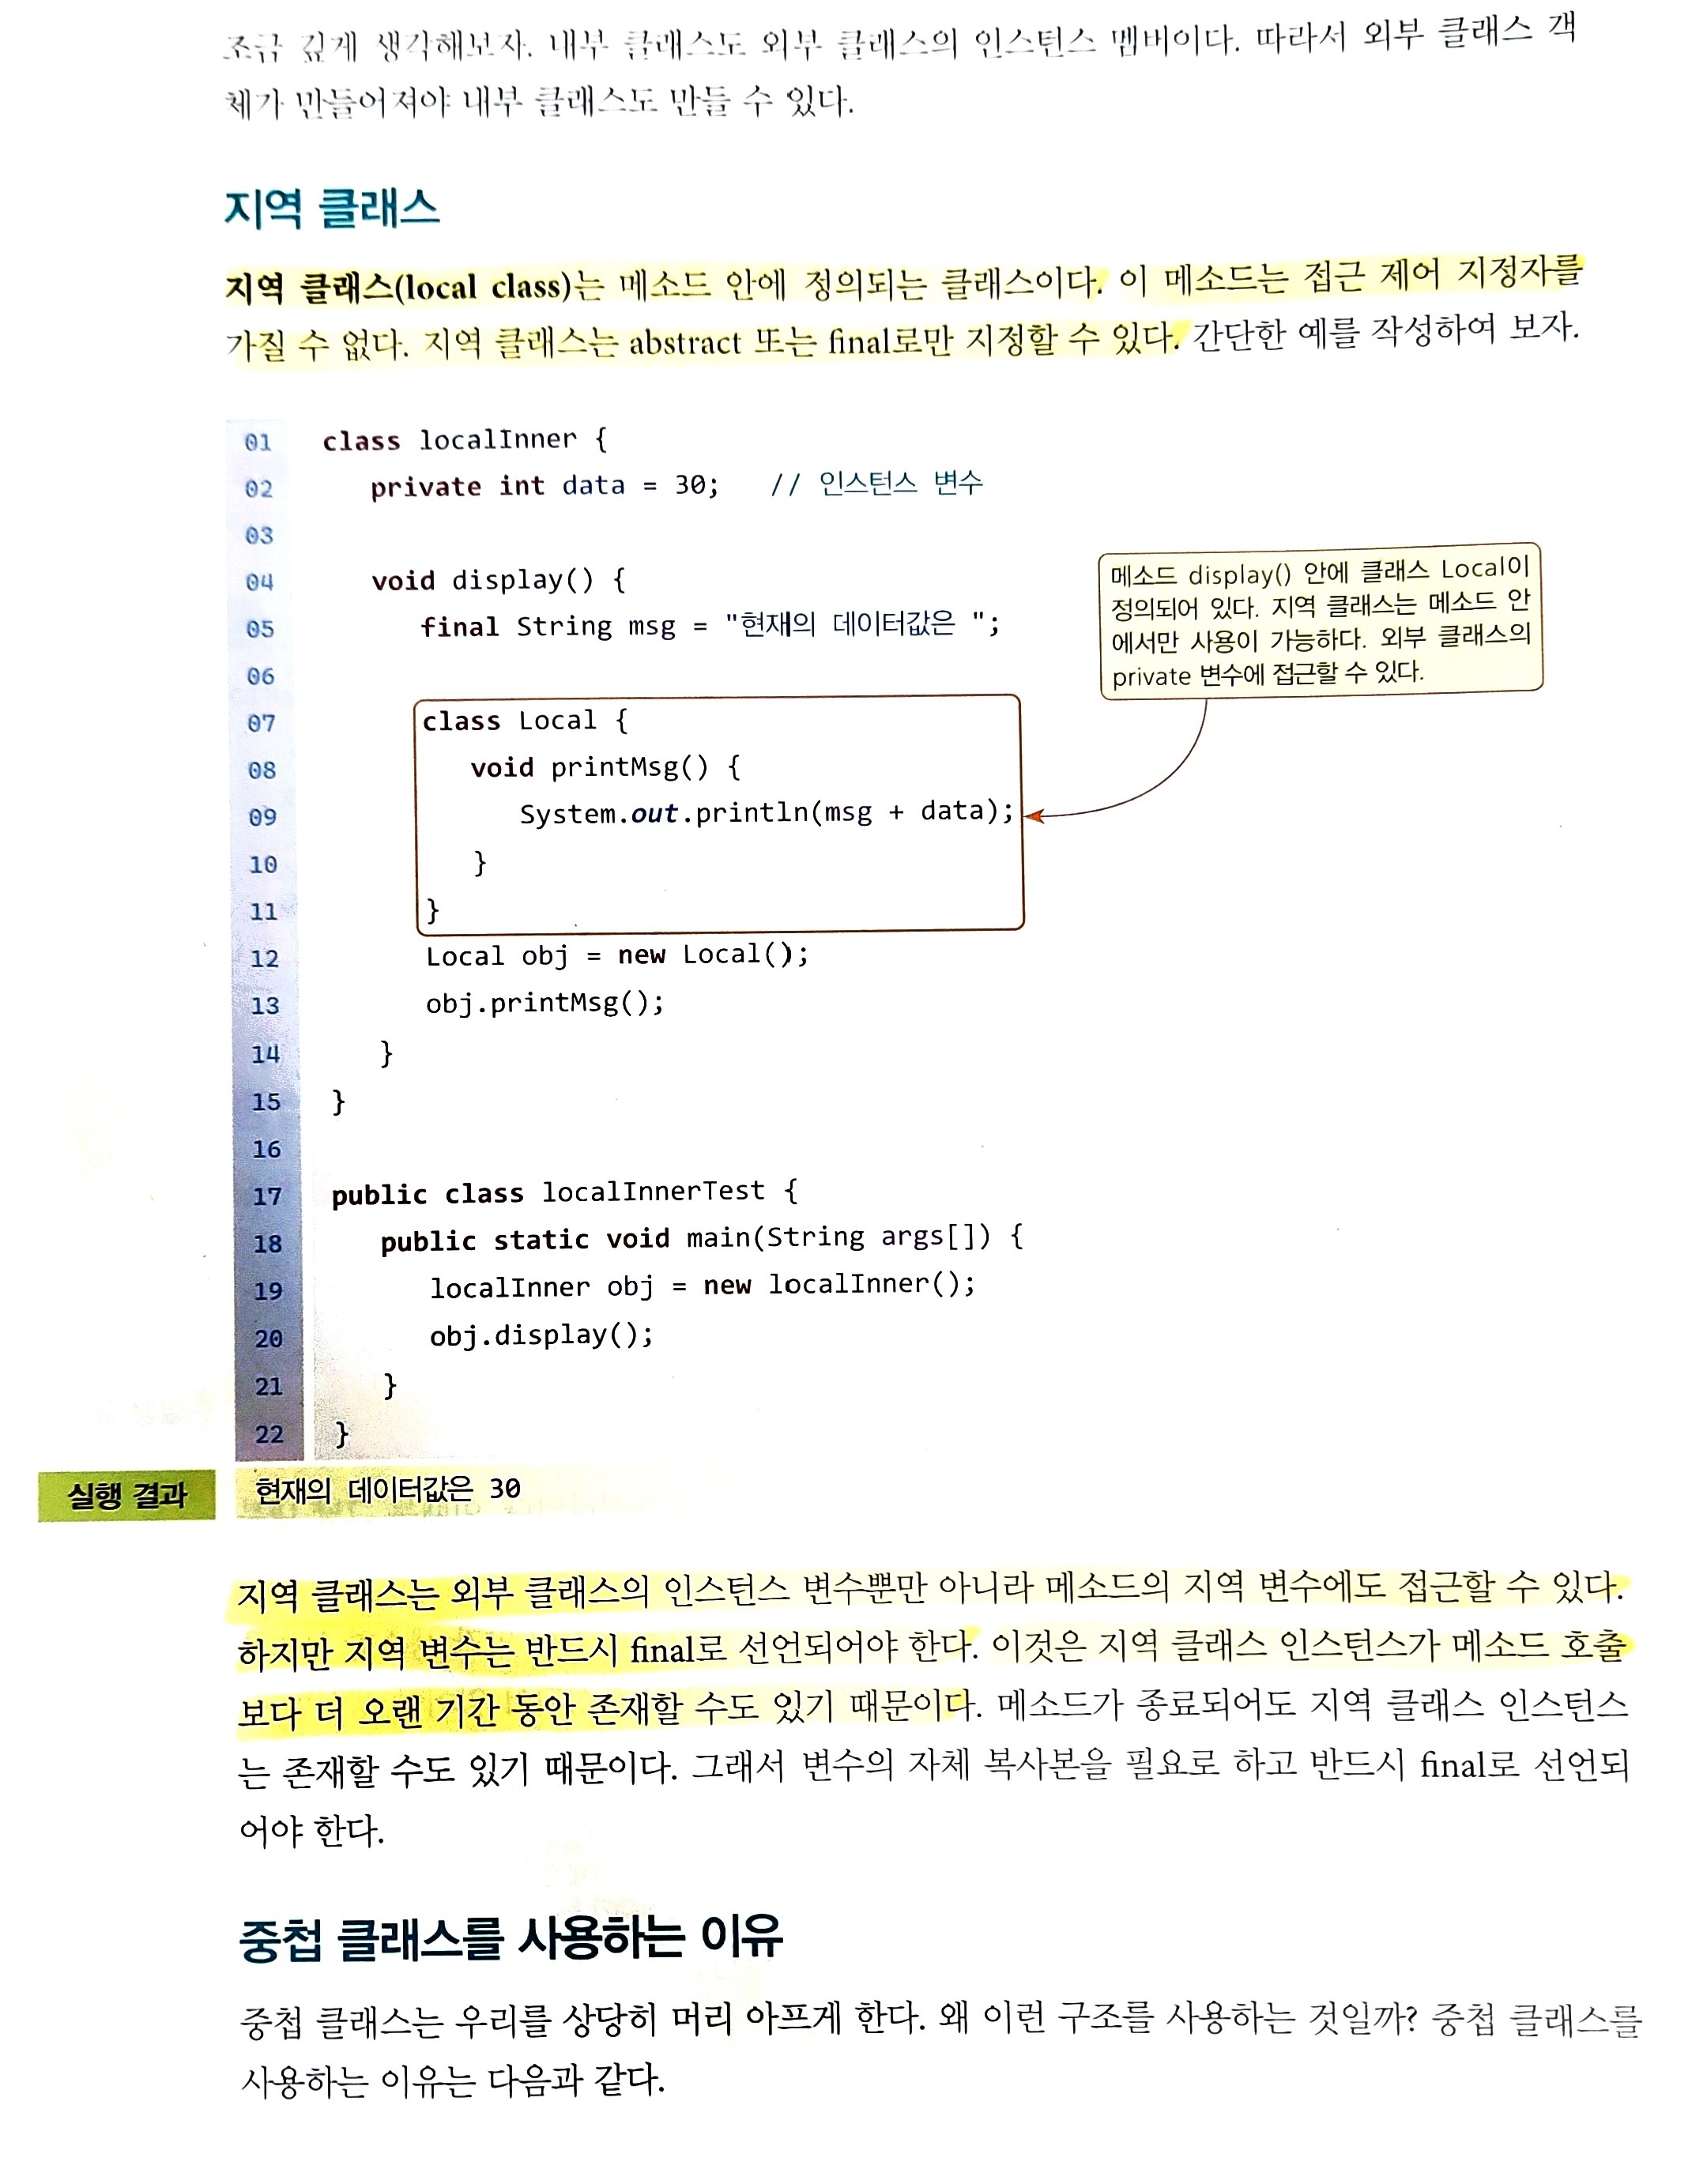 조금 깊게 생각해보자. 내부 클래스도 외부 클래스의 인스턴스 멤버이다. 따라서 외부 클래스 객
체가 만들어져야 내부 클래스도 만들 수 있다.
지역 클래스
지역 클래스(local class)는 메소드 안에 정의되는 클래스이다. 이 메소드는 접근 제어 지정자를
가질 수 없다. 지역 클래스는 abstract 또는 final로만 지정할 수 있다. 간단한 예를 작성하여 보자.
01 class localInner {
02 private int data = 30; // 인스턴스 변수
03
04 void display() {
05 final String msg = "현재의 데이터값은 ";
06
07 class Local {
08 void printMsg() {
09 System.out.println(msg + data);
10 }
11 }
12 Local obj = new Local();
13 obj.printMsg();
14 }
15 }
16
17 public class localInnerTest {
18 public static void main(String args[]) {
19 localInner obj = new localInner();
20 obj.display();
21 }
22 }
메소드 display() 안에 클래스 Local이
정의되어 있다. 지역 클래스는 메소드 안
에서만 사용이 가능하다. 외부 클래스의
private 변수에 접근할 수 있다.
실행 결과 현재의 데이터값은 30
지역 클래스는 외부 클래스의 인스턴스 변수뿐만 아니라 메소드의 지역 변수에도 접근할 수 있다.
하지만 지역 변수는 반드시 final로 선언되어야 한다. 이것은 지역 클래스 인스턴스가 메소드 호출
보다 더 오랜 기간 동안 존재할 수도 있기 때문이다. 메소드가 종료되어도 지역 클래스 인스턴스
는 존재할 수도 있기 때문이다. 그래서 변수의 자체 복사본을 필요로 하고 반드시 final로 선언되
어야 한다.
중첩 클래스를 사용하는 이유
중첩 클래스는 우리를 상당히 머리 아프게 한다. 왜 이런 구조를 사용하는 것일까? 중첩 클래스를
사용하는 이유는 다음과 같다.